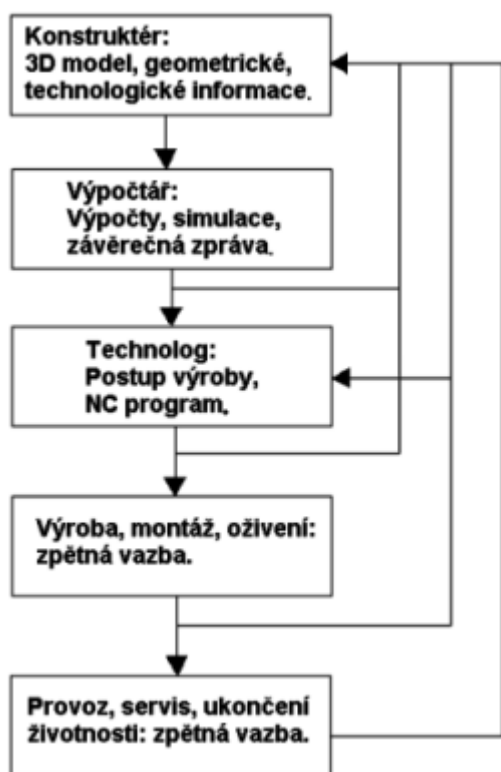 Konstruktér:
3D model, geometrické,
technologické informace.
Výpočtář:
Výpočty, simulace,
závěrečná zpráva.
Technolog:
Postup výroby,
NC program.
Výroba, montáž, oživení:
zpětná vazba.
Provoz, servis, ukončení
životnosti: zpětná vazba.